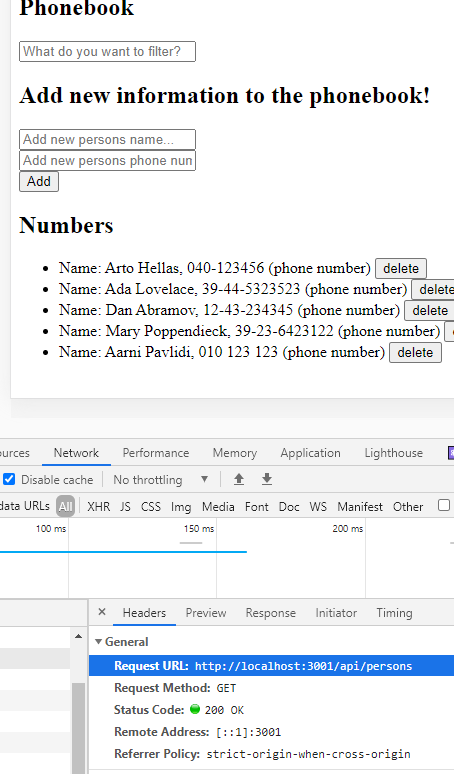 Phonebook
What do you want to filter?
Add new information to the phonebook!
Add new persons name...
Add new persons phone nun
Add
Numbers
• Name: Arto Hellas, 040-123456 (phone number) delete
• Name: Ada Lovelace, 39-44-5323523 (phone number) delete
• Name: Dan Abramov, 12-43-234345 (phone number) delete
• Name: Mary Poppendieck, 39-23-6423122 (phone number)
• Name: Aarni Pavlidi, 010 123 123 (phone number) delete
ources Network Performance Memory Application Lighthouse
Disable cache No throttling
data URLs All XHR JS CSS Img Media Font Doc WS Manifest Other
100 ms 150 ms 200 ms
× Headers Preview Response Initiator Timing
General
Request URL: http://localhost:3001/api/persons
Request Method: GET
Status Code: 200 OK
Remote Address: [::1]:3001
Referrer Policy: strict-origin-when-cross-origin